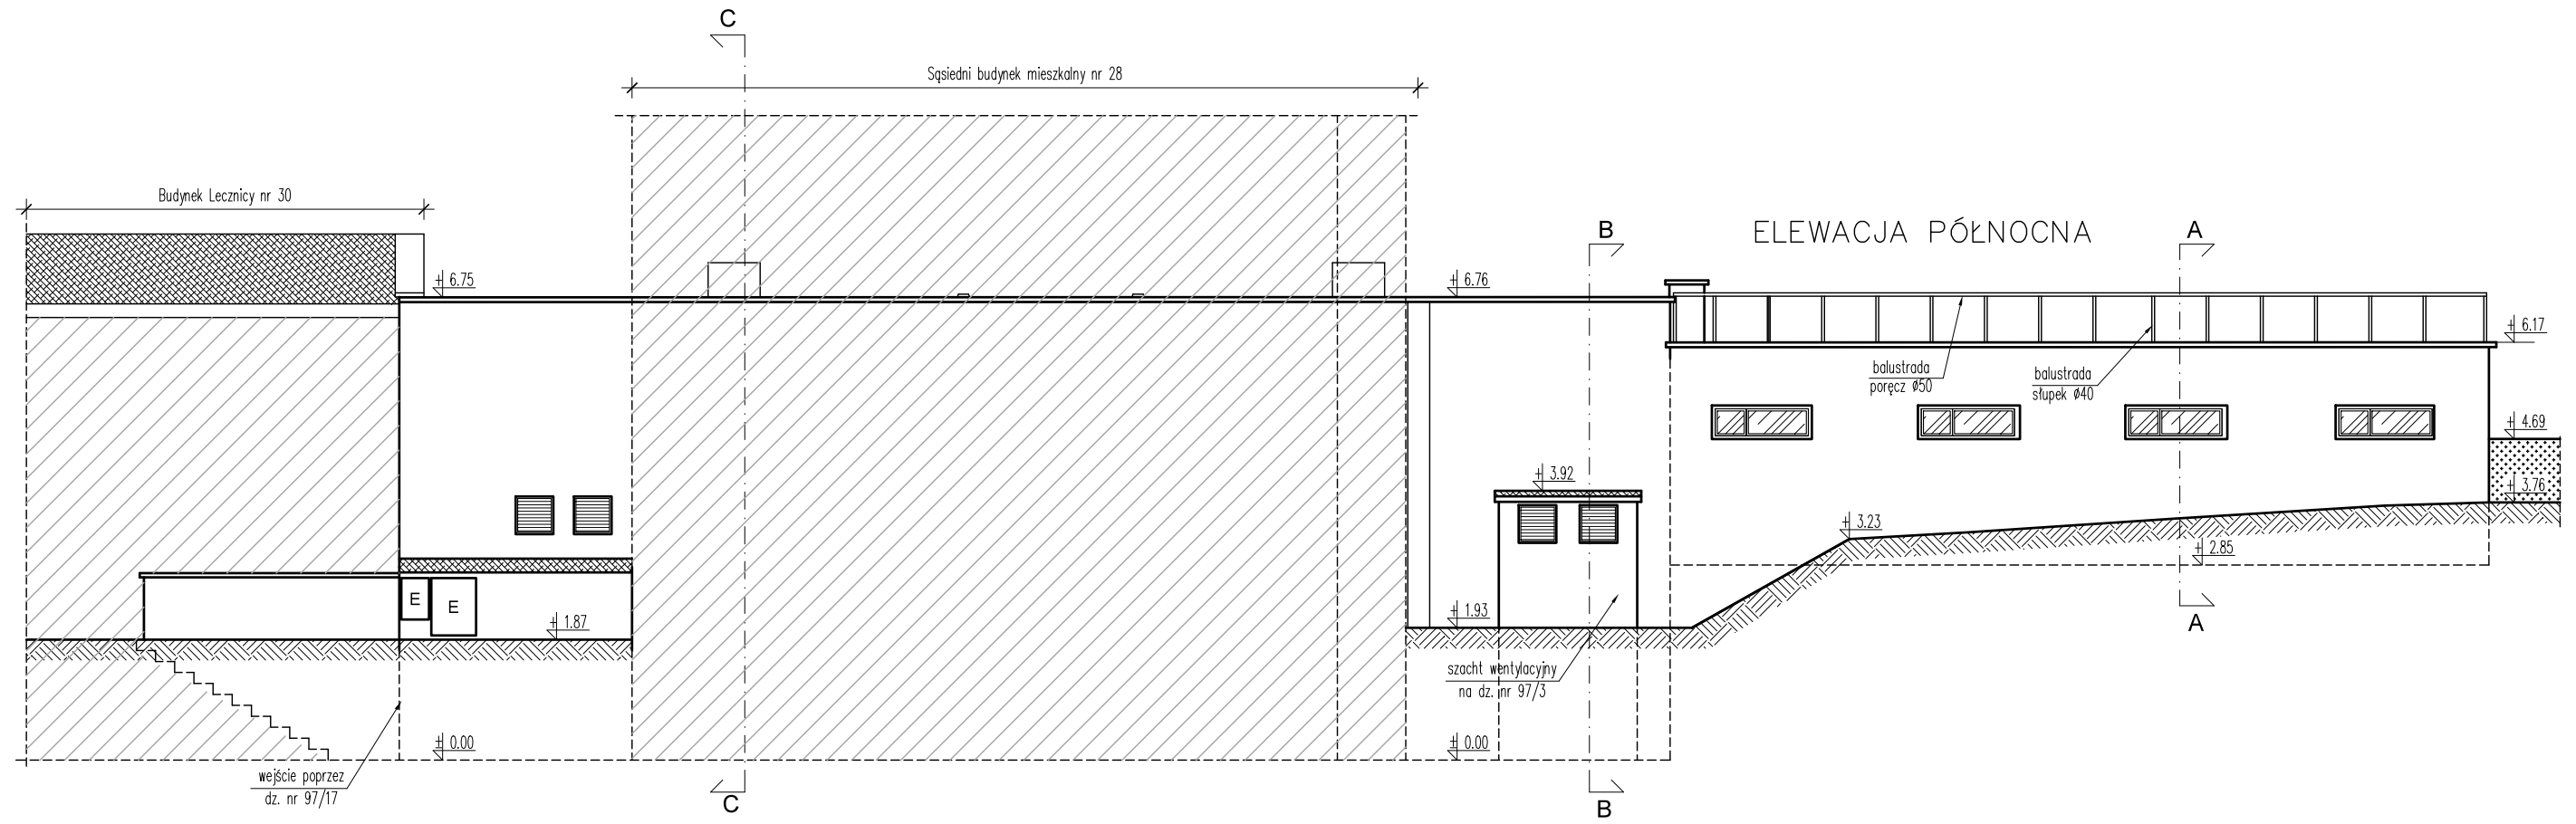 C
Sąsiedni budynek mieszkalny nr 28
Budynek Lecznicy nr 30
ELEWACJA PÓŁNOCNA
B
A
± 6.75
± 6.76
± 6.17
balustrada
poręcz Ø50
balustrada
słupek Ø40
± 4.69
± 3.92
± 3.76
± 3.23
± 2.85
E
E
± 1.87
± 1.93
A
szacht wentylacyjny
na dz. nr 97/3
± 0.00
± 0.00
wejście poprzez
dz. nr 97/17
C
B